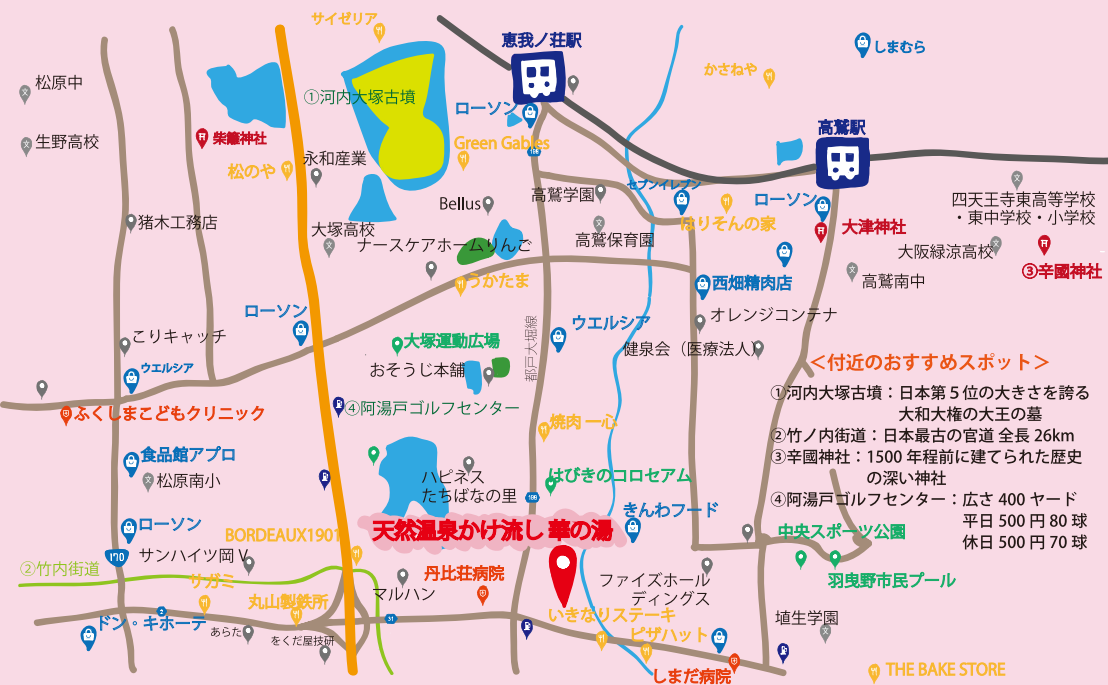 サイゼリア
恵我ノ荘駅
しまむら
かさねや
松原中
①河内大塚古墳
ローソン
高鷲駅
生野高校
柴籬神社
Green Gables
186
松のや
永和産業
セブンイレブン
高鷲学園
ローソン
四天王寺東高等学校
・東中学校・小学校
Bellus
猪木工務店
大塚高校
ナースケアホームりんご
高鷲保育園
はりそんの家
大津神社
大阪緑涼高校
③辛國神社
うかたま
西畑精肉店
高鷲南中
ローソン
ウエルシア
オレンジコンテナ
こりキャッチ
大塚運動広場
都戸大堀線
健泉会（医療法人）
ウエルシア
おそうじ本舗
＜付近のおすすめスポット＞
①河内大塚古墳：日本第５位の大きさを誇る
大和大権の大王の墓
②竹ノ内街道：日本最古の官道 全長 26km
③辛國神社：1500 年程前に建てられた歴史
の深い神社
④阿湯戸ゴルフセンター：広さ 400 ヤード
平日 500 円 80 球
休日 500 円 70 球
ふくしまこどもクリニック
④阿湯戸ゴルフセンター
焼肉 一心
食品館アプロ
松原南小
ハピネス
たちばなの里
はびきのコロセアム
186
きんわフード
ローソン
BORDEAUX1901
天然温泉かけ流し 華の湯
中央スポーツ公園
170
サンハイツ岡 V
②竹内街道
サガミ
丸山製鉄所
マルハン
丹比荘病院
ファイズホール
ディングス
羽曳野市民プール
31
いきなりステーキ
ドン・キホーテ
あらた
をくだ屋技研
ピザハット
埴生学園
しまだ病院
THE BAKE STORE